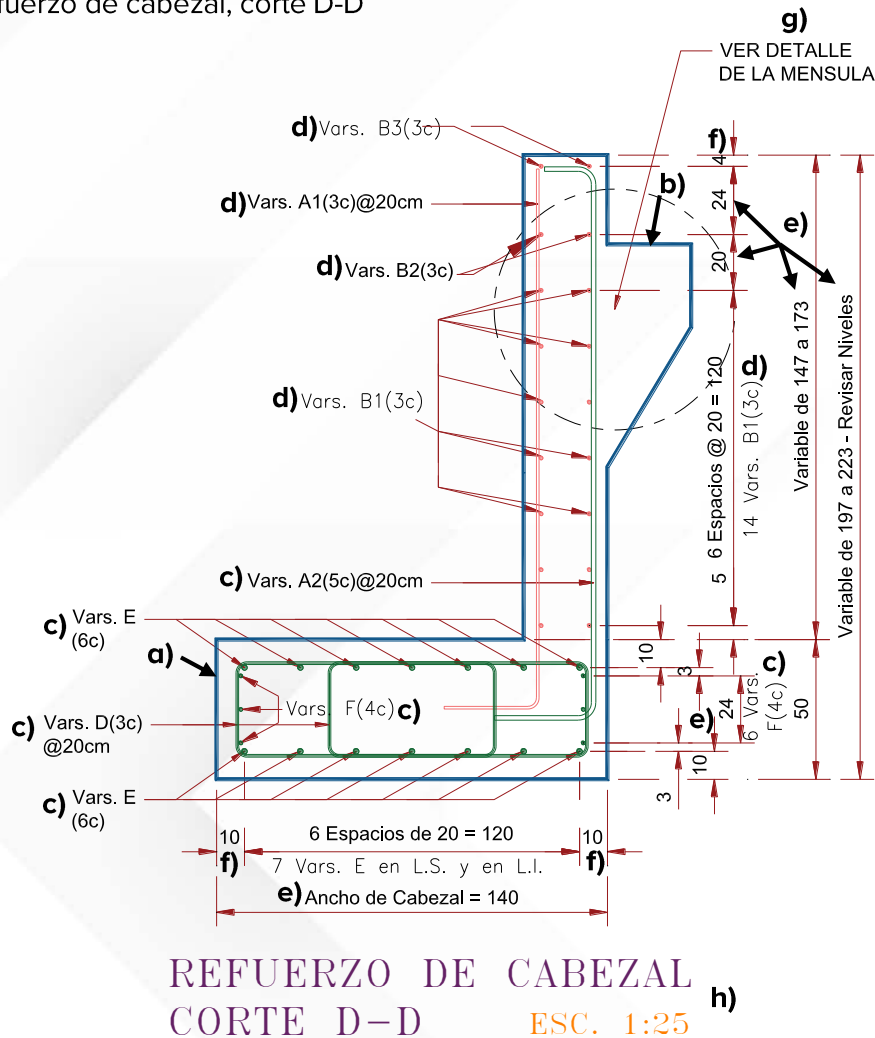 fuerzo de cabezal, corte D-D
g)
VER DETALLE
DE LA MENSULA
d) Vars. B3(3c)
f)
4
d) Vars. A1(3c)@20cm
b)
24
e)
d) Vars. B2(3c)
20
d) Vars. B1(3c)
5 6 Espacios @ 20 = 120
14 Vars. B1(3c)
d)
Variable de 147 a 173
Variable de 197 a 223 - Revisar Niveles
c) Vars. A2(5c)@20cm
c) Vars. E
(6c)
a)
10
3
c)
Vars. F(4c) c)
c) Vars. D(3c)
@20cm
e)
24
6 Vars.
F(4c)
50
10
3
c) Vars. E
(6c)
10
6 Espacios de 20 = 120
10
f)
7 Vars. E en L.S. y en L.I.
f)
e) Ancho de Cabezal = 140
REFUERZO DE CABEZAL
CORTE D-D
ESC. 1:25
h)